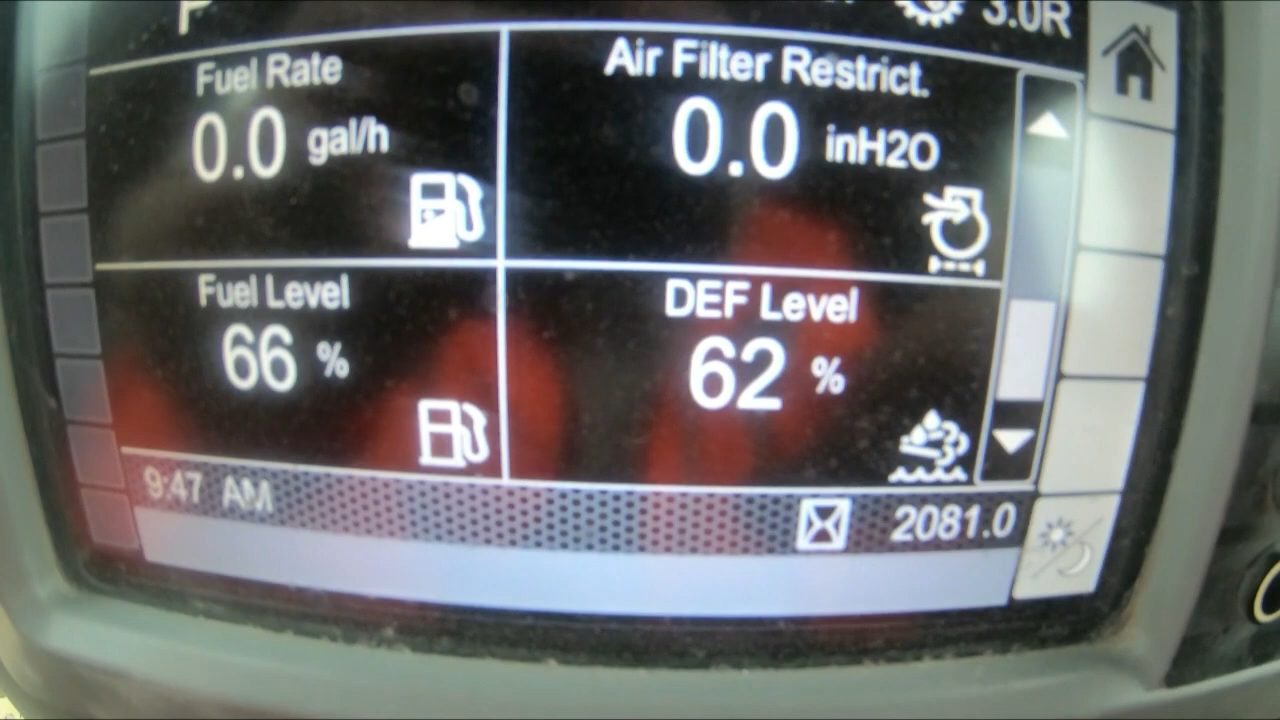 3.0R
Fuel Rate
0.0 gal/h
Air Filter Restrict.
0.0 inH2O
Fuel Level
66 %
DEF Level
62 %
9:47 AM
2081.0